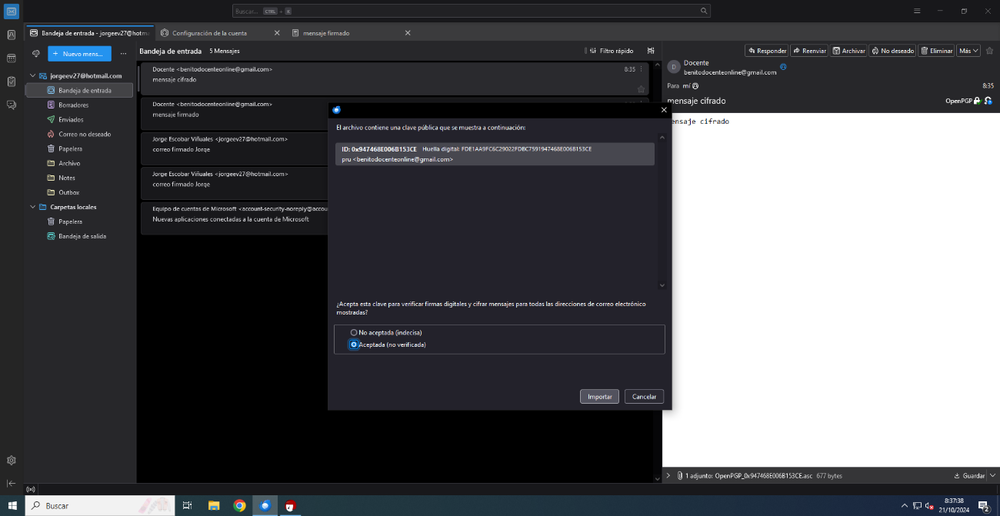 Buscar... CTRL + K
Bandeja de entrada - jorgeev27@hotm
Configuración de la cuenta
mensaje firmado
+ Nuevo mens...
Bandeja de entrada 5 Mensajes
Filtro rápido
Responder Reenviar Archivar No deseado Eliminar Más
jorgeev27@hotmail.com
Bandeja de entrada
Borradores
Enviados
Correo no deseado
Papelera
Archivo
Notes
Outbox
Carpetas locales
Papelera
Bandeja de salida
Docente <benitodocenteonline@gmail.com> 8:35
mensaje cifrado
Docente <benitodocenteonline@gmail.com>
mensaje firmado
Jorge Escobar Viñuales <jorgeev27@hotmail.com>
correo firmado Jorge
Jorge Escobar Viñuales <jorgeev27@hotmail.com>
correo firmado Jorge
Equipo de cuentas de Microsoft <account-security-noreply@accou
Nuevas aplicaciones conectadas a la cuenta de Microsoft
El archivo contiene una clave pública que se muestra a continuación:
ID: 0x947468E006B153CE Huella digital: FDE1AA9FC6C29022FDBC7591947468E006B153CE
pru <benitodocenteonline@gmail.com>
¿Acepta esta clave para verificar firmas digitales y cifrar mensajes para todas las direcciones de correo electrónico
mostradas?
No aceptada (indecisa)
Aceptada (no verificada)
Importar Cancelar
D
Docente
benitodocenteonline@gmail.com
Para mí 8:35
mensaje cifrado OpenPGP
ensaje cifrado
1 adjunto: OpenPGP_0x947468E006B153CE.asc 677 bytes Guardar
Buscar
8:37:38
21/10/2024
2